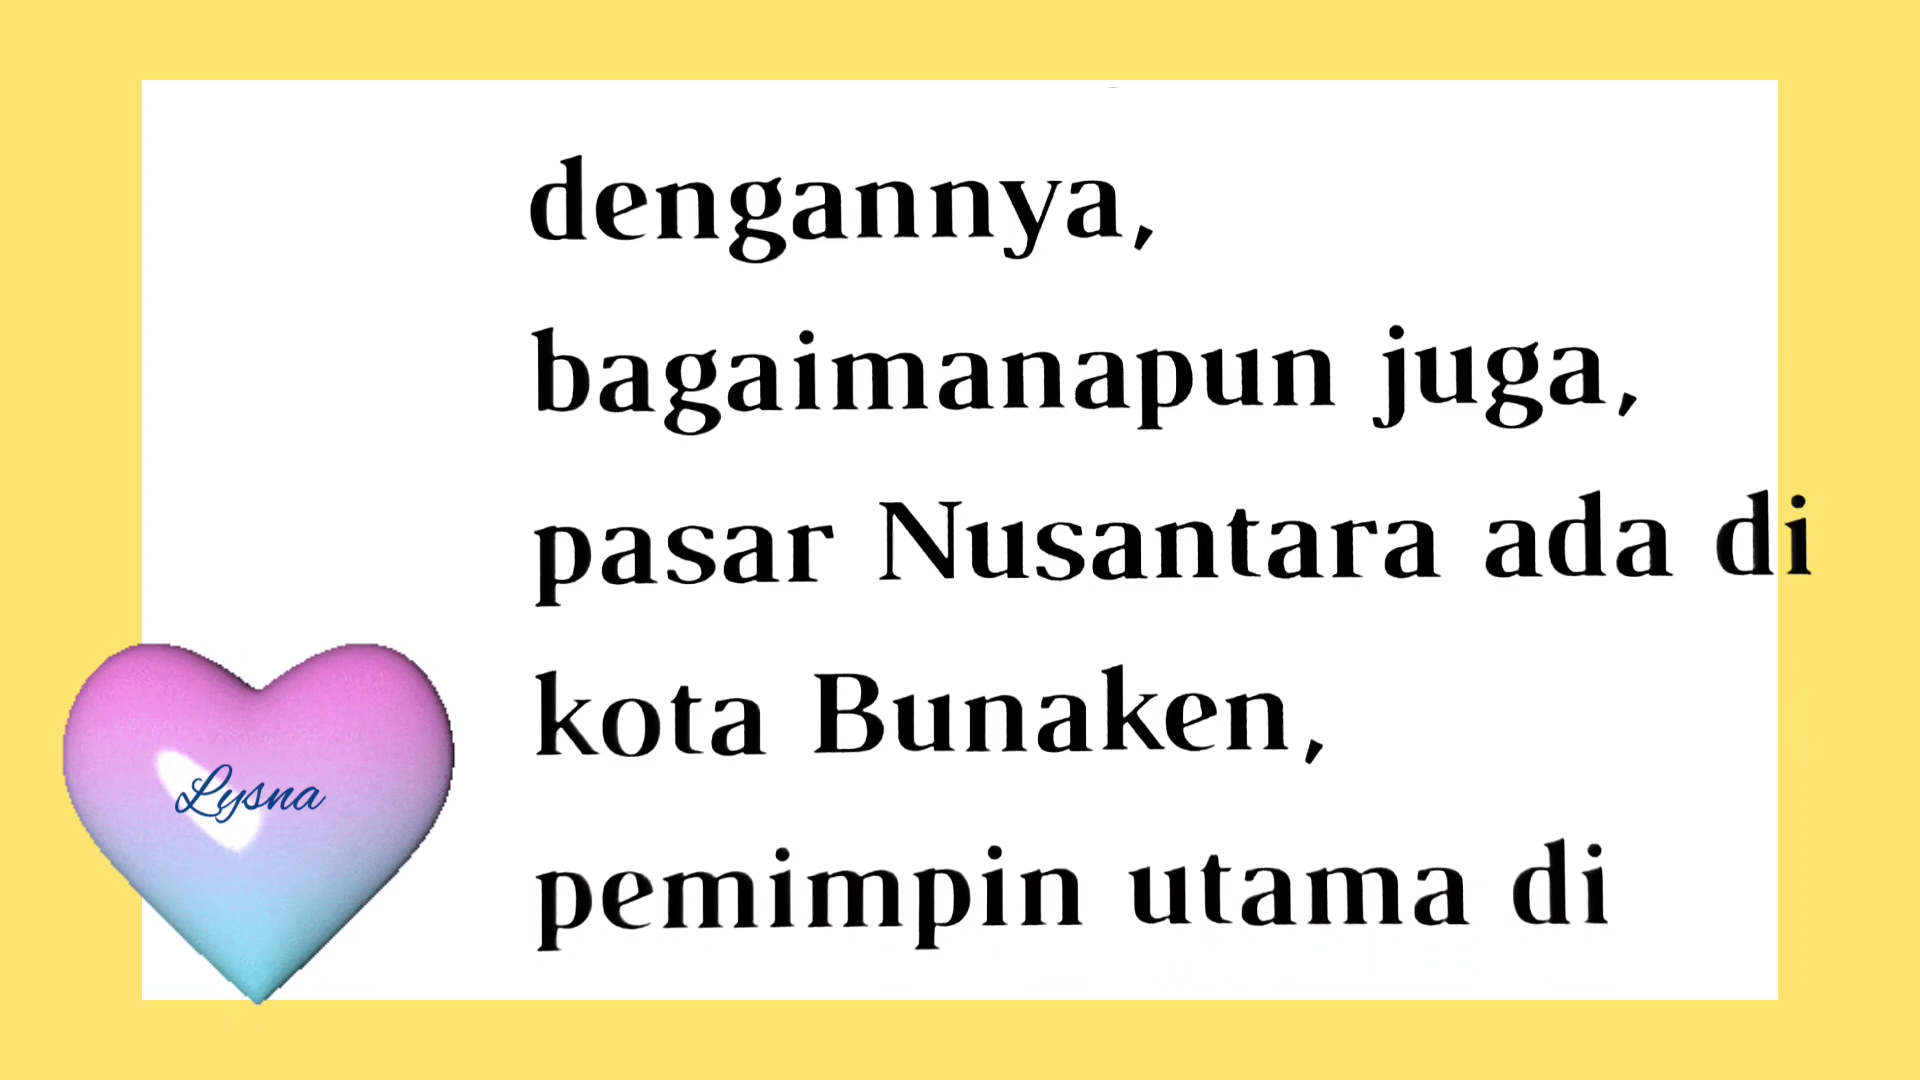 dengannya,
bagaimanapun juga,
pasar Nusantara ada di
kota Bunaken,
Lysna
pemimpin utama di